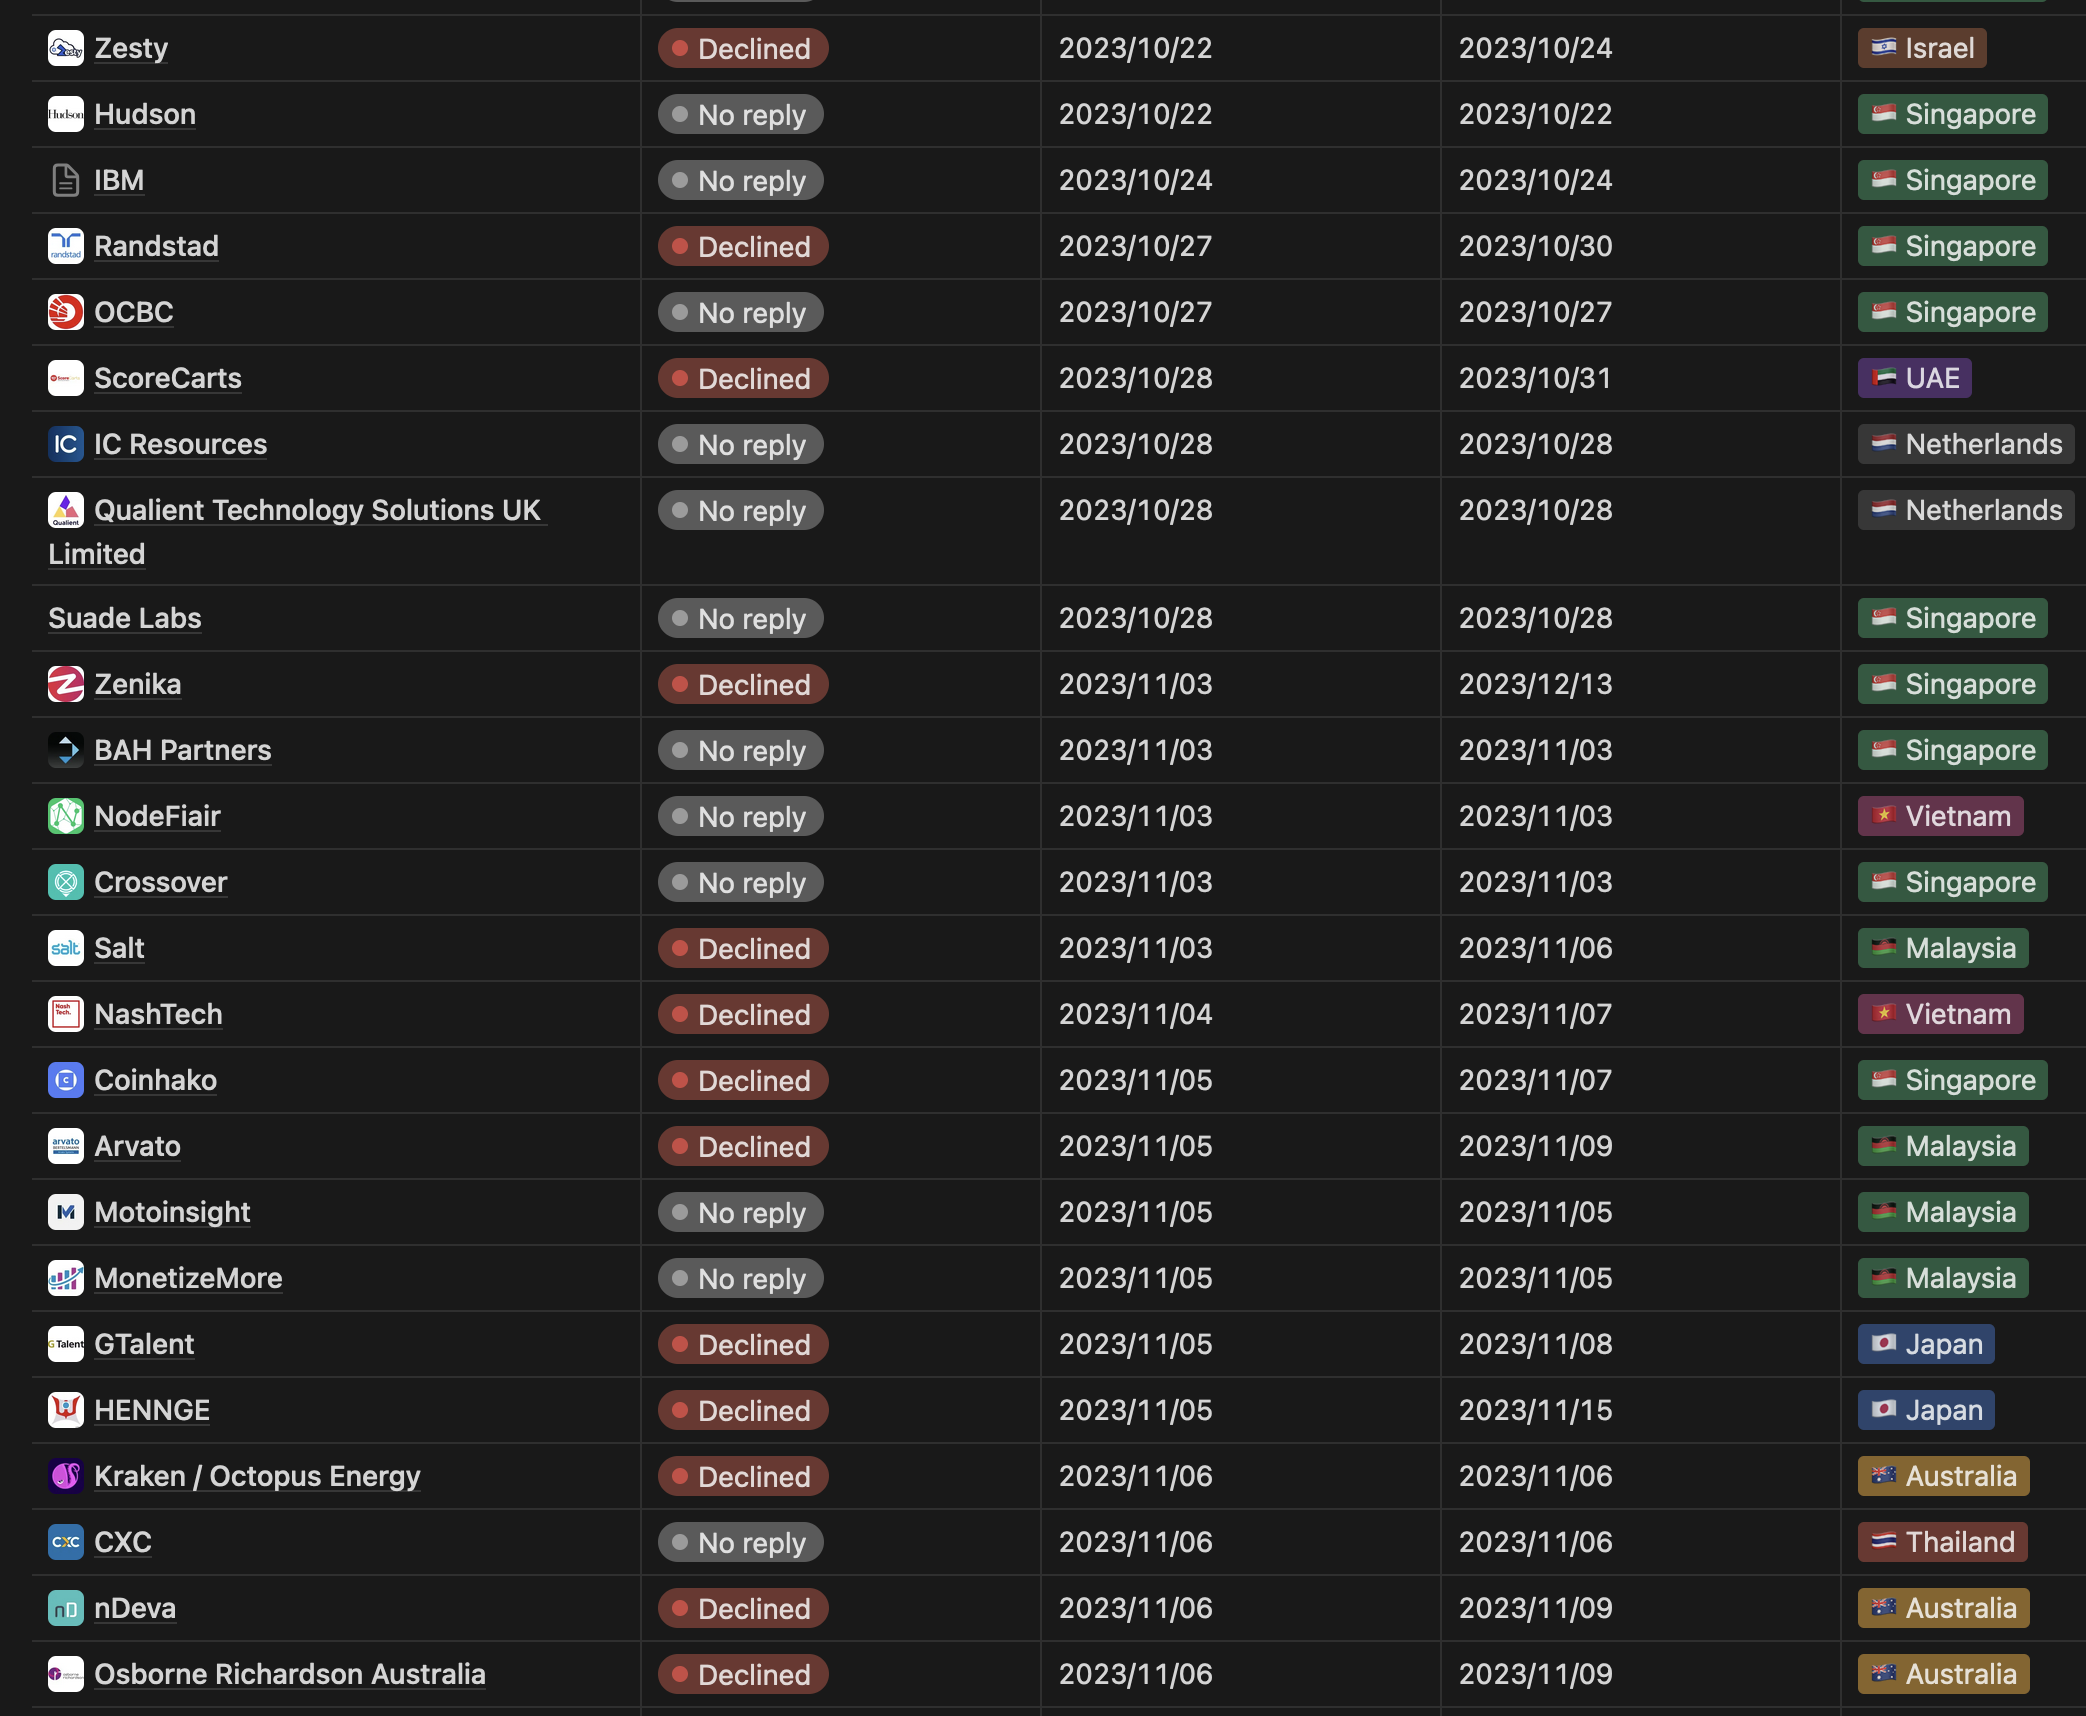 Zesty Declined 2023/10/22 2023/10/24 🇮🇱 Israel
Hudson Hudson No reply 2023/10/22 2023/10/22 🇸🇬 Singapore
IBM No reply 2023/10/24 2023/10/24 🇸🇬 Singapore
randstad Randstad Declined 2023/10/27 2023/10/30 🇸🇬 Singapore
OCBC No reply 2023/10/27 2023/10/27 🇸🇬 Singapore
ScoreCarts Declined 2023/10/28 2023/10/31 🇦🇪 UAE
IC IC Resources No reply 2023/10/28 2023/10/28 🇳🇱 Netherlands
Qualient Qualient Technology Solutions UK No reply 2023/10/28 2023/10/28 🇳🇱 Netherlands
Limited
Suade Labs No reply 2023/10/28 2023/10/28 🇸🇬 Singapore
Zenika Declined 2023/11/03 2023/12/13 🇸🇬 Singapore
BAH Partners No reply 2023/11/03 2023/11/03 🇸🇬 Singapore
NodeFiair No reply 2023/11/03 2023/11/03 🇻🇳 Vietnam
Crossover No reply 2023/11/03 2023/11/03 🇸🇬 Singapore
salt Salt Declined 2023/11/03 2023/11/06 🇲🇼 Malaysia
Nash Tech. NashTech Declined 2023/11/04 2023/11/07 🇻🇳 Vietnam
Coinhako Declined 2023/11/05 2023/11/07 🇸🇬 Singapore
arvato Arvato Declined 2023/11/05 2023/11/09 🇲🇼 Malaysia
Motoinsight No reply 2023/11/05 2023/11/05 🇲🇼 Malaysia
MonetizeMore No reply 2023/11/05 2023/11/05 🇲🇼 Malaysia
G Talent GTalent Declined 2023/11/05 2023/11/08 🇯🇵 Japan
HENNGE Declined 2023/11/05 2023/11/15 🇯🇵 Japan
Kraken / Octopus Energy Declined 2023/11/06 2023/11/06 🇦🇺 Australia
CXC CXC No reply 2023/11/06 2023/11/06 🇹🇭 Thailand
nD nDeva Declined 2023/11/06 2023/11/09 🇦🇺 Australia
Osborne Richardson Australia Declined 2023/11/06 2023/11/09 🇦🇺 Australia